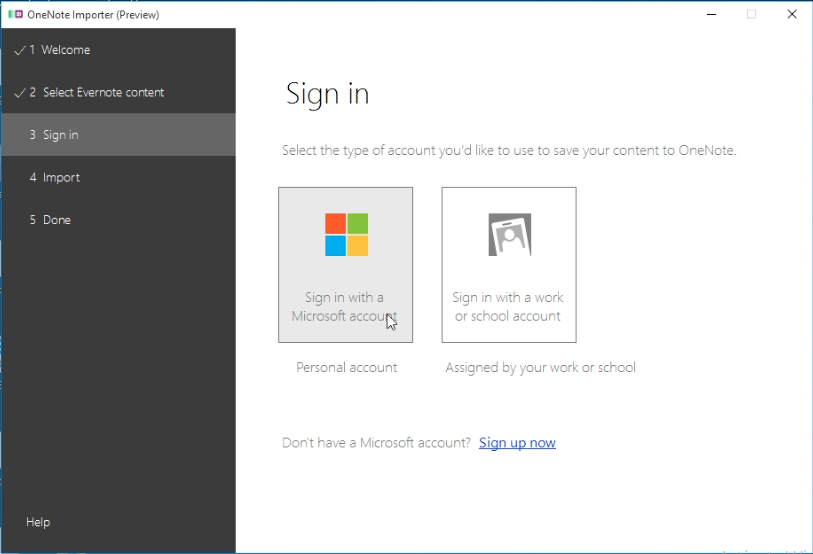 OneNote Importer (Preview)
1 Welcome
2 Select Evernote content
3 Sign in
4 Import
5 Done
Help
Sign in
Select the type of account you'd like to use to save your content to OneNote.
Sign in with a
Microsoft account
Personal account
Sign in with a work
or school account
Assigned by your work or school
Don't have a Microsoft account? Sign up now